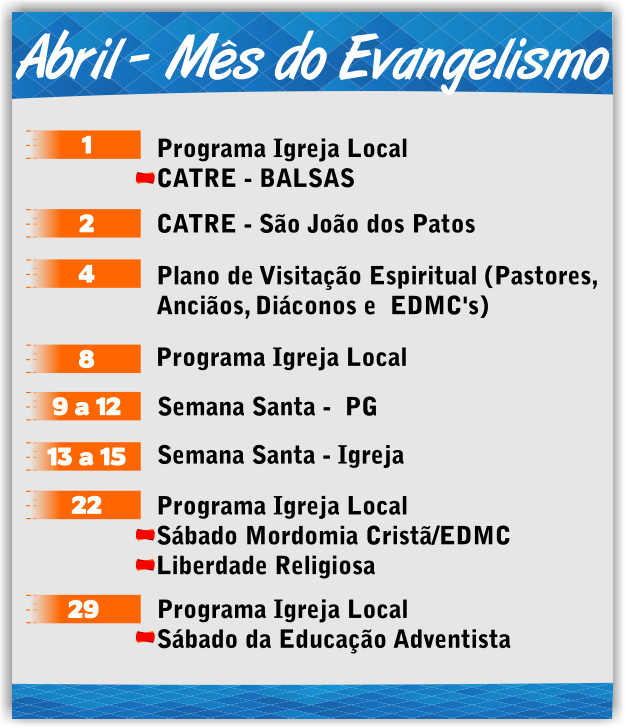 Abril - Mês do Evangelismo
1 Programa Igreja Local
CATRE - BALSAS
2 CATRE - São João dos Patos
4 Plano de Visitação Espiritual (Pastores,
Anciãos, Diáconos e EDMC's)
8 Programa Igreja Local
9 a 12 Semana Santa - PG
13 a 15 Semana Santa - Igreja
22 Programa Igreja Local
Sábado Mordomia Cristã/EDMC
Liberdade Religiosa
29 Programa Igreja Local
Sábado da Educação Adventista